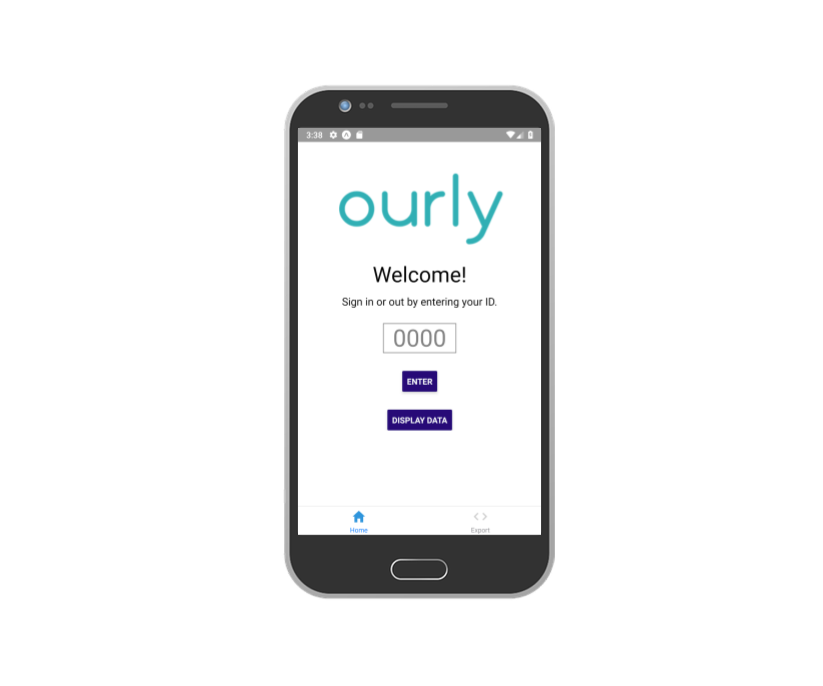 3:38
ourly
Welcome!
Sign in or out by entering your ID.
0000
ENTER
DISPLAY DATA
Home
Export